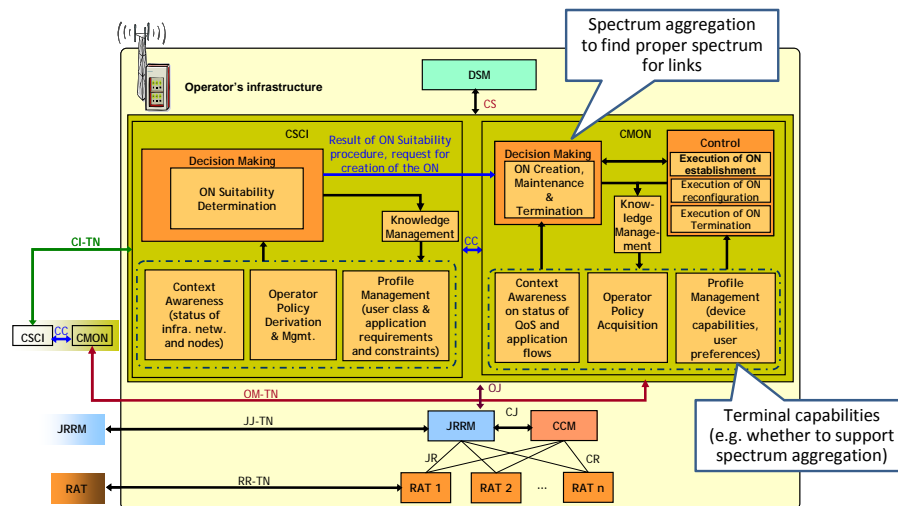 Spectrum aggregation
to find proper spectrum
for links
Operator's infrastructure
DSM
CS
CSCI
CMON
Result of ON Suitability
procedure, request for
creation of the ON
Decision Making
ON Suitability
Determination
Knowledge
Management
Decision Making
ON Creation,
Maintenance
&
Termination
Control
Execution of ON
establishment
Execution of ON
reconfiguration
Execution of ON
Termination
Know-
ledge
Manage-
ment
CI-TN
CC
Context
Awareness
(status of
infra. netw.
and nodes)
Operator
Policy
Derivation
& Mgmt.
Profile
Management
(user class &
application
requirements
and constraints)
Context
Awareness
on status of
QoS and
application
flows
Operator
Policy
Acquisition
Profile
Management
(device
capabilities,
user
preferences)
CSCI
CC
CMON
OM-TN
OJ
Terminal capabilities
(e.g. whether to support
spectrum aggregation)
JRRM
JJ-TN
JRRM
CJ
CCM
JR
CR
RAT
RR-TN
RAT 1
RAT 2
...
RAT n